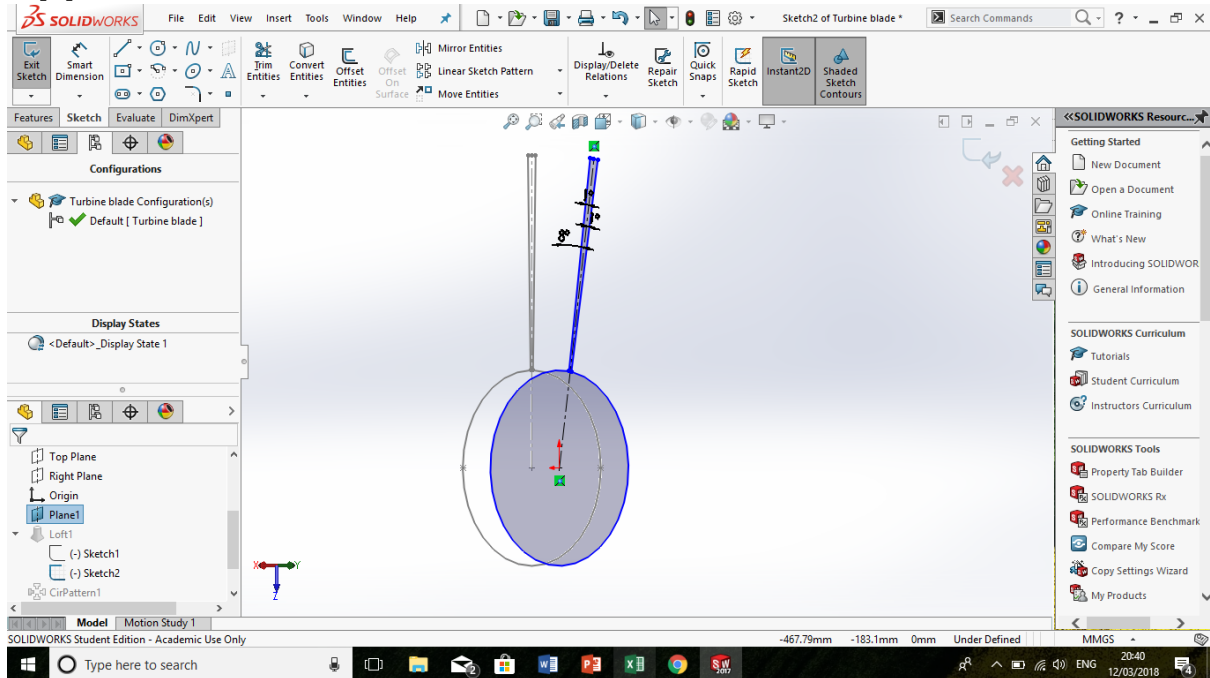 SOLIDWORKS File Edit View Insert Tools Window Help Sketch2 of Turbine blade * Search Commands
Exit Sketch
Smart Dimension
Trim Entities
Convert Entities
Offset Entities
Offset On Surface
Mirror Entities
Linear Sketch Pattern
Move Entities
Display/Delete Relations
Repair Sketch
Quick Snaps
Rapid Sketch
Instant2D
Shaded Sketch Contours
Features Sketch Evaluate DimXpert
Configurations
Turbine blade Configuration(s)
Default [ Turbine blade ]
Display States
<Default>_Display State 1
Top Plane
Right Plane
Origin
Plane1
Loft1
(-) Sketch1
(-) Sketch2
CirPattern1
Model Motion Study 1
8°
X Y
Z
<<SOLIDWORKS Resourc...
Getting Started
New Document
Open a Document
Online Training
What's New
Introducing SOLIDWOR
General Information
SOLIDWORKS Curriculum
Tutorials
Student Curriculum
Instructors Curriculum
SOLIDWORKS Tools
Property Tab Builder
SOLIDWORKS Rx
Performance Benchmark
Compare My Score
Copy Settings Wizard
My Products
SOLIDWORKS Student Edition - Academic Use Only -467.79mm -183.1mm 0mm Under Defined MMGS
Type here to search ENG 20:40
12/03/2018